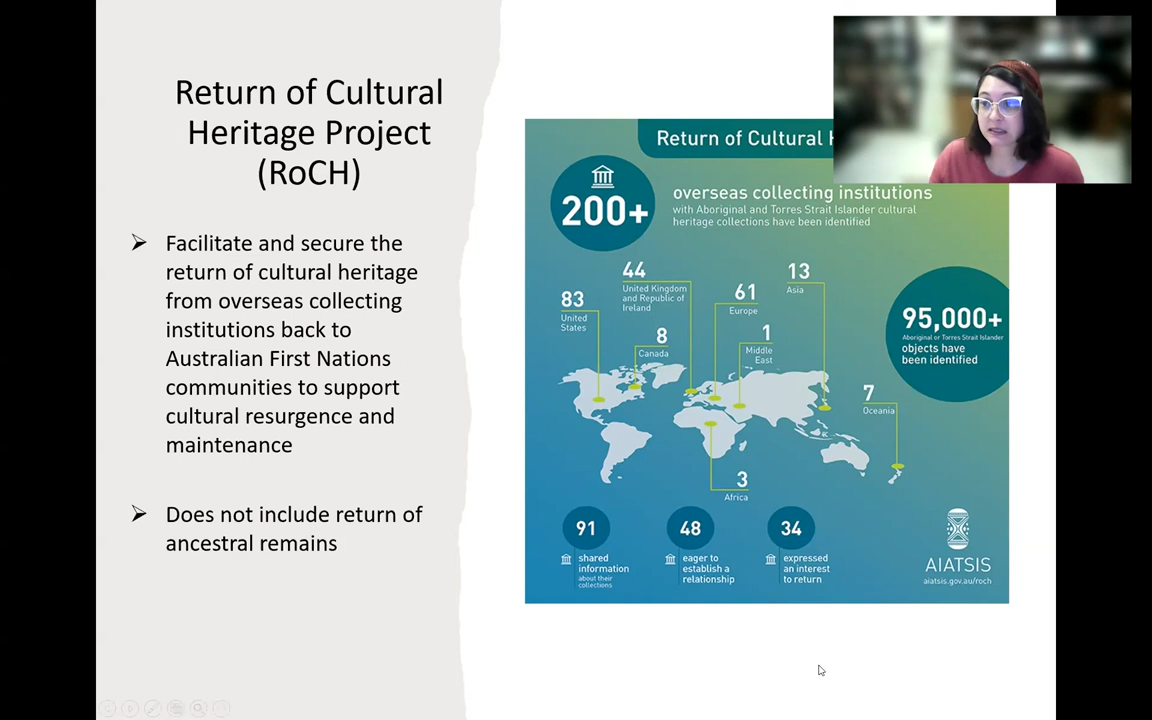 Return of Cultural
Heritage Project
(RoCH)
Facilitate and secure the
return of cultural heritage
from overseas collecting
institutions back to
Australian First Nations
communities to support
cultural resurgence and
maintenance
Does not include return of
ancestral remains
Return of Cultural
200+
overseas collecting institutions
with Aboriginal and Torres Strait Islander cultural
heritage collections have been identified
83
United
States
44
United Kingdom
and Republic of
Ireland
8
Canada
61
Europe
1
Middle
East
13
Asia
95,000+
Aboriginal or Torres Strait Islander
objects have
been identified
7
Oceania
3
Africa
91
shared
information
about their
collections
48
eager to
establish a
relationship
34
expressed
an interest
to return
AIATSIS
aiatsis.gov.au/roch